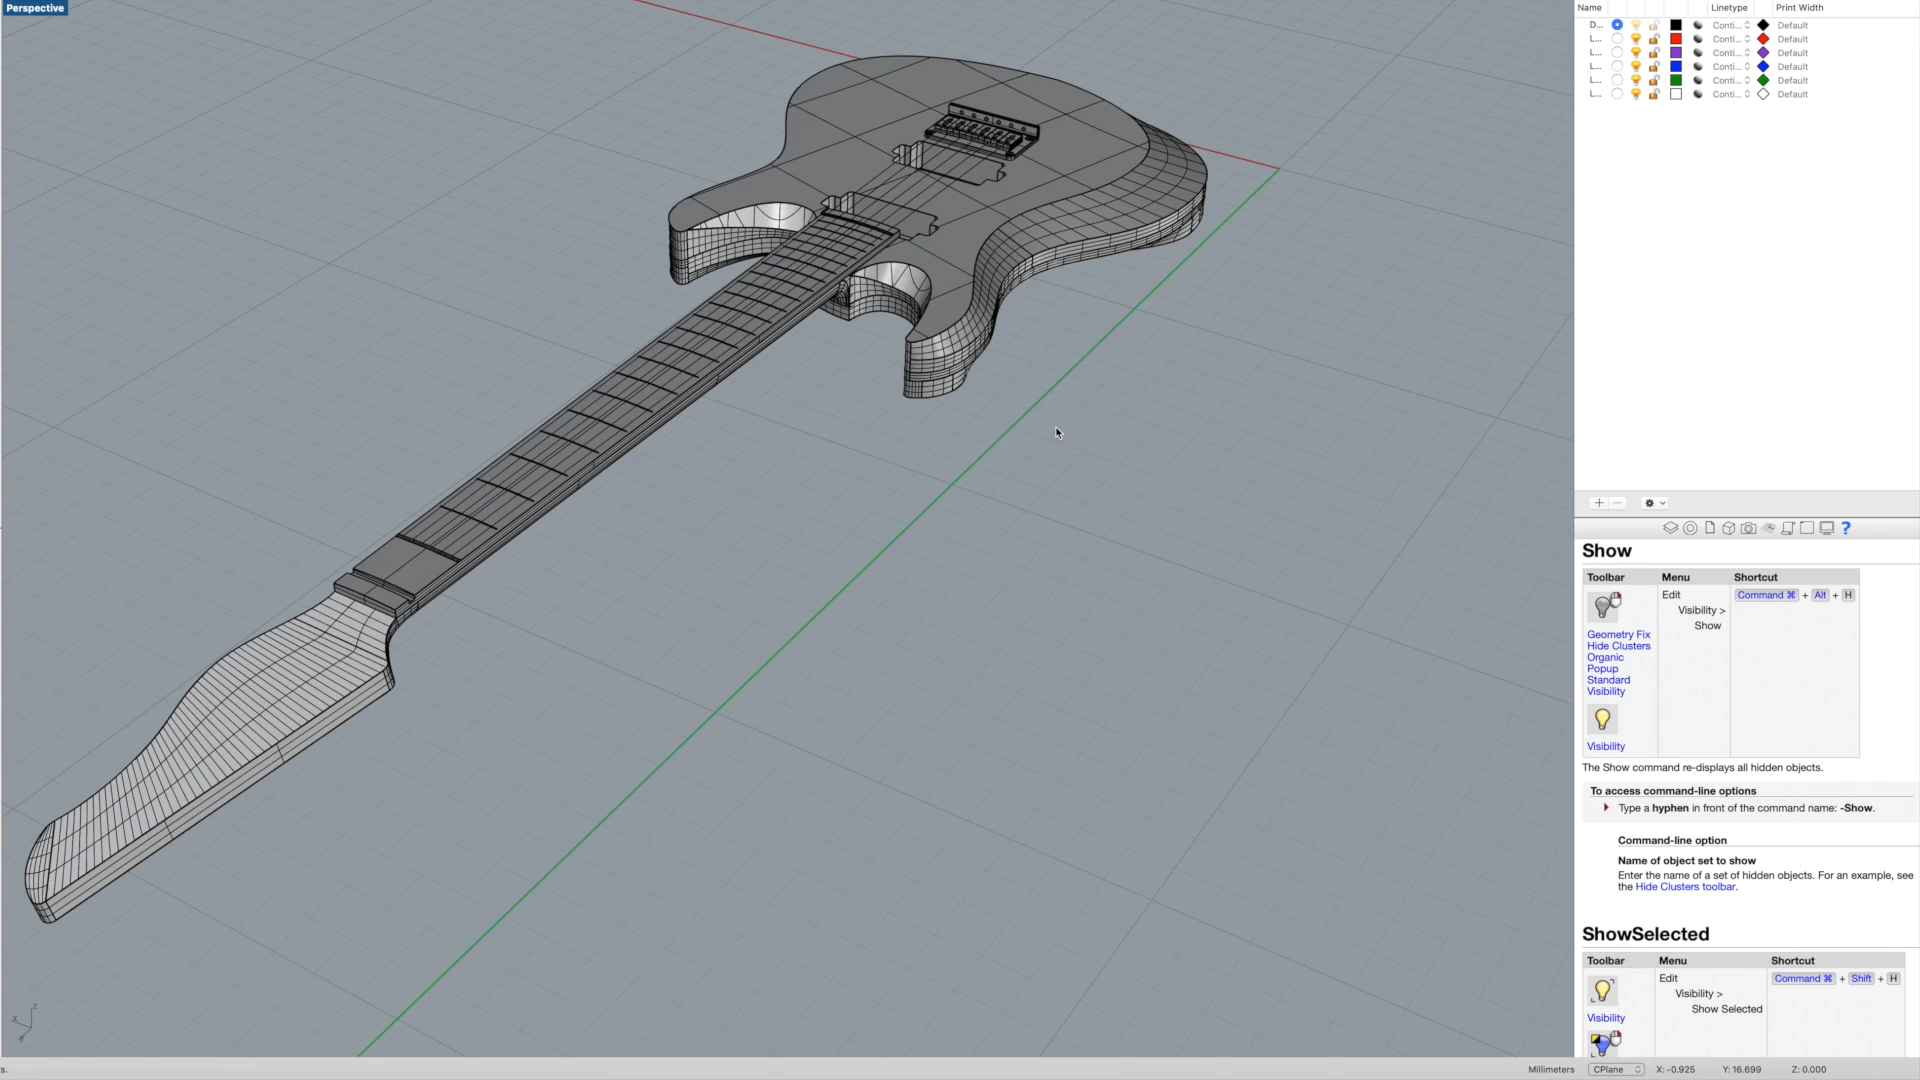 Perspective
Name Linetype Print Width
D... Conti... Default
L... Conti... Default
L... Conti... Default
L... Conti... Default
L... Conti... Default
L... Conti... Default
?
Show
Toolbar Menu Shortcut
Edit Command ⌘ + Alt + H
Visibility >
Show
Geometry Fix
Hide Clusters
Organic
Popup
Standard
Visibility
Visibility
The Show command re-displays all hidden objects.
To access command-line options
Type a hyphen in front of the command name: -Show.
Command-line option
Name of object set to show
Enter the name of a set of hidden objects. For an example, see
the Hide Clusters toolbar.
ShowSelected
Toolbar Menu Shortcut
Edit Command ⌘ + Shift + H
Visibility >
Show Selected
Visibility
z
x
y
s. Millimeters CPlane X: -0.925 Y: 16.699 Z: 0.000